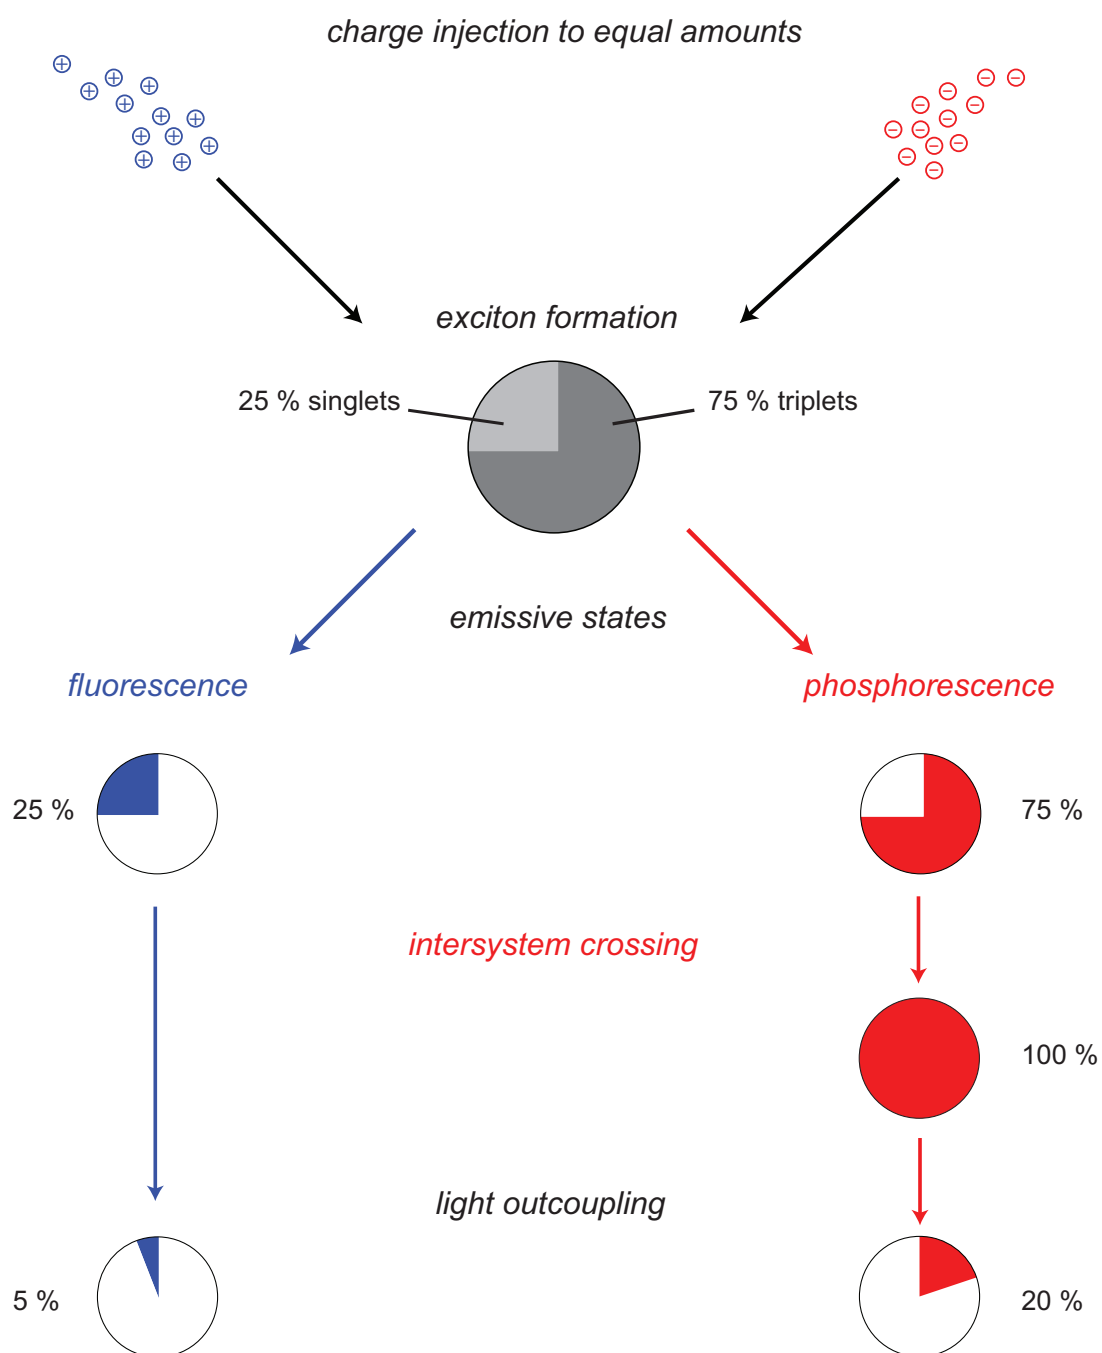 charge injection to equal amounts
exciton formation
25 % singlets
75 % triplets
emissive states
fluorescence
phosphorescence
25 %
75 %
intersystem crossing
100 %
light outcoupling
5 %
20 %